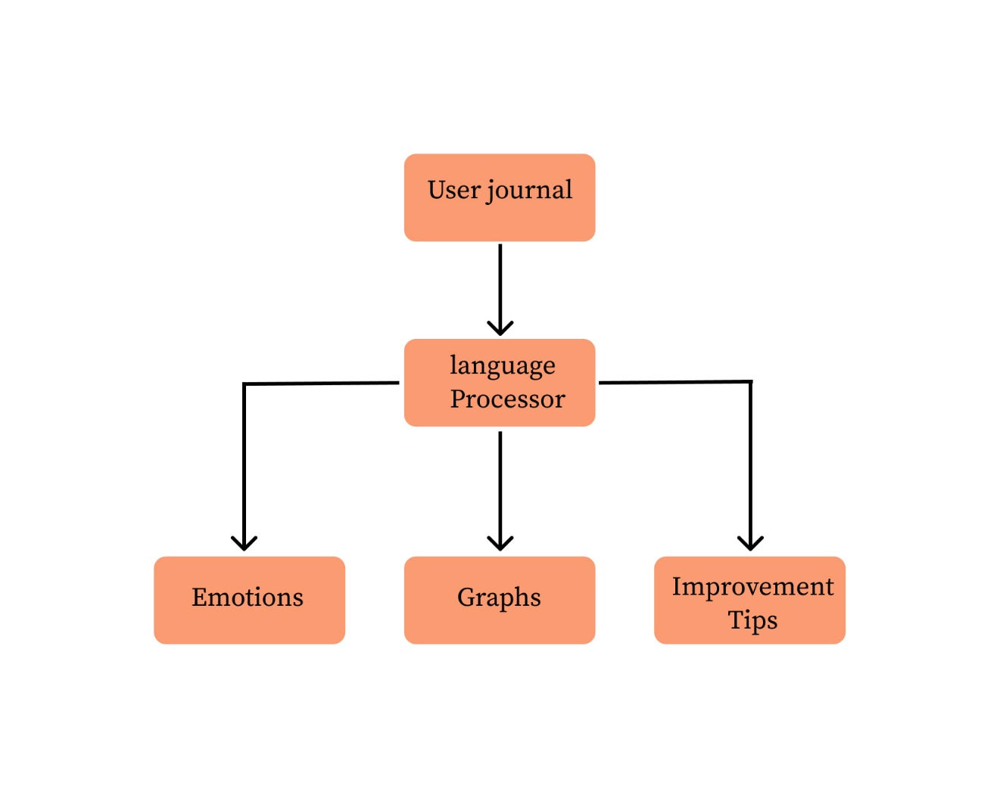 User journal
language
Processor
Emotions
Graphs
Improvement
Tips